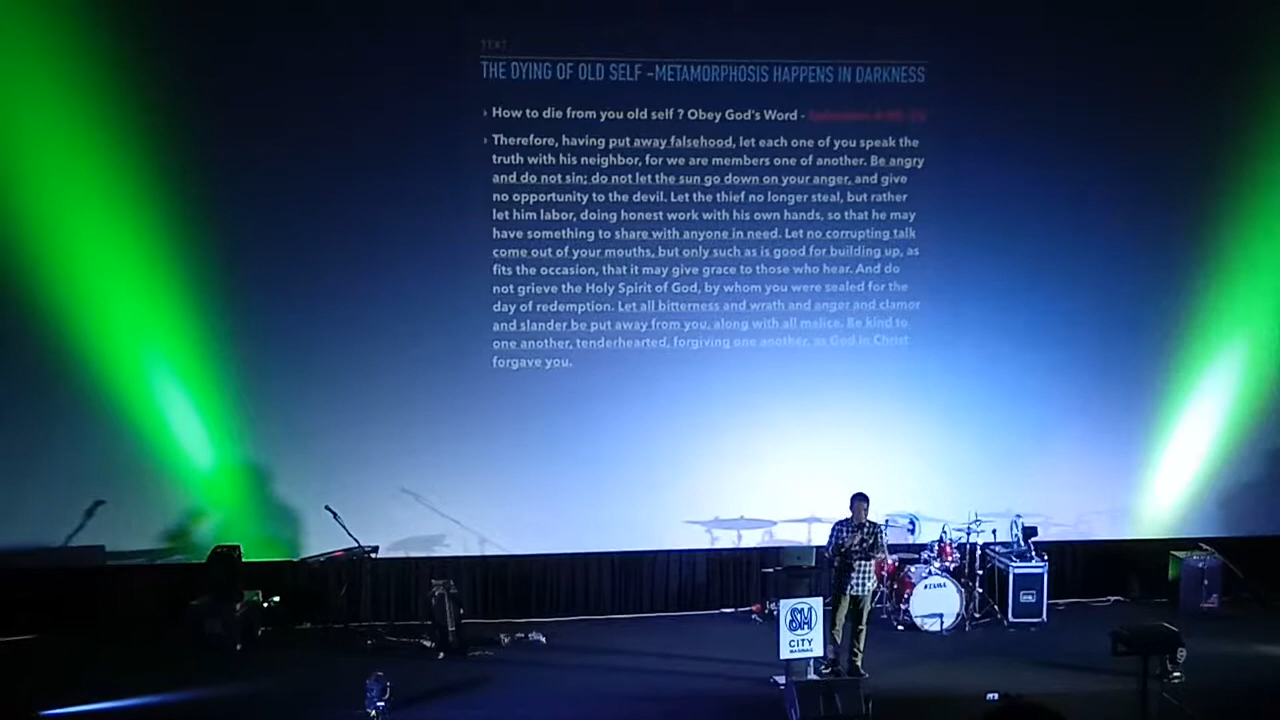 TEXT
THE DYING OF OLD SELF -METAMORPHOSIS HAPPENS IN DARKNESS
› How to die from you old self ? Obey God's Word -
› Therefore, having put away falsehood, let each one of you speak the
truth with his neighbor, for we are members one of another. Be angry
and do not sin; do not let the sun go down on your anger, and give
no opportunity to the devil. Let the thief no longer steal, but rather
let him labor, doing honest work with his own hands, so that he may
have something to share with anyone in need. Let no corrupting talk
come out of your mouths, but only such as is good for building up, as
fits the occasion, that it may give grace to those who hear. And do
not grieve the Holy Spirit of God, by whom you were sealed for the
day of redemption. Let all bitterness and wrath and anger and clamor
and slander be put away from you, along with all malice. Be kind to
one another, tenderhearted, forgiving one another, as God in Christ
forgave you.
SM
CITY
TAMA